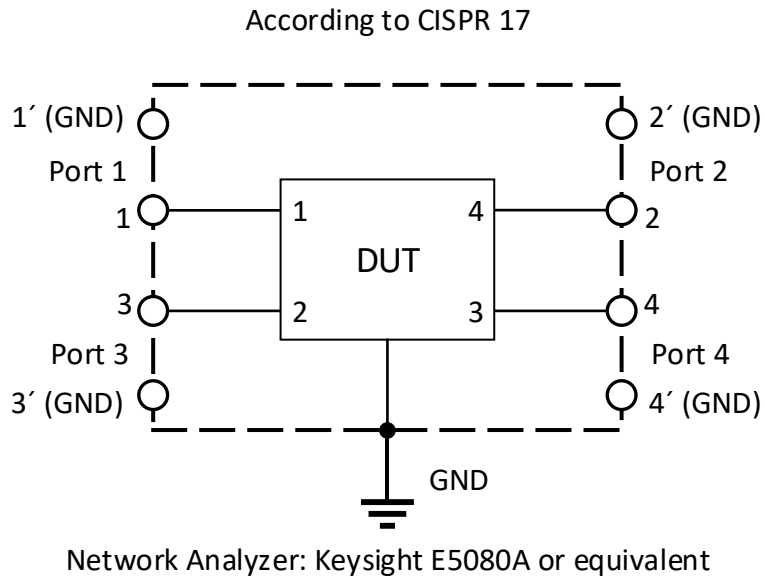 According to CISPR 17
1´ (GND)
2´ (GND)
Port 1
Port 2
1
1
4
2
DUT
3
2
3
4
Port 3
Port 4
3´ (GND)
4´ (GND)
GND
Network Analyzer: Keysight E5080A or equivalent